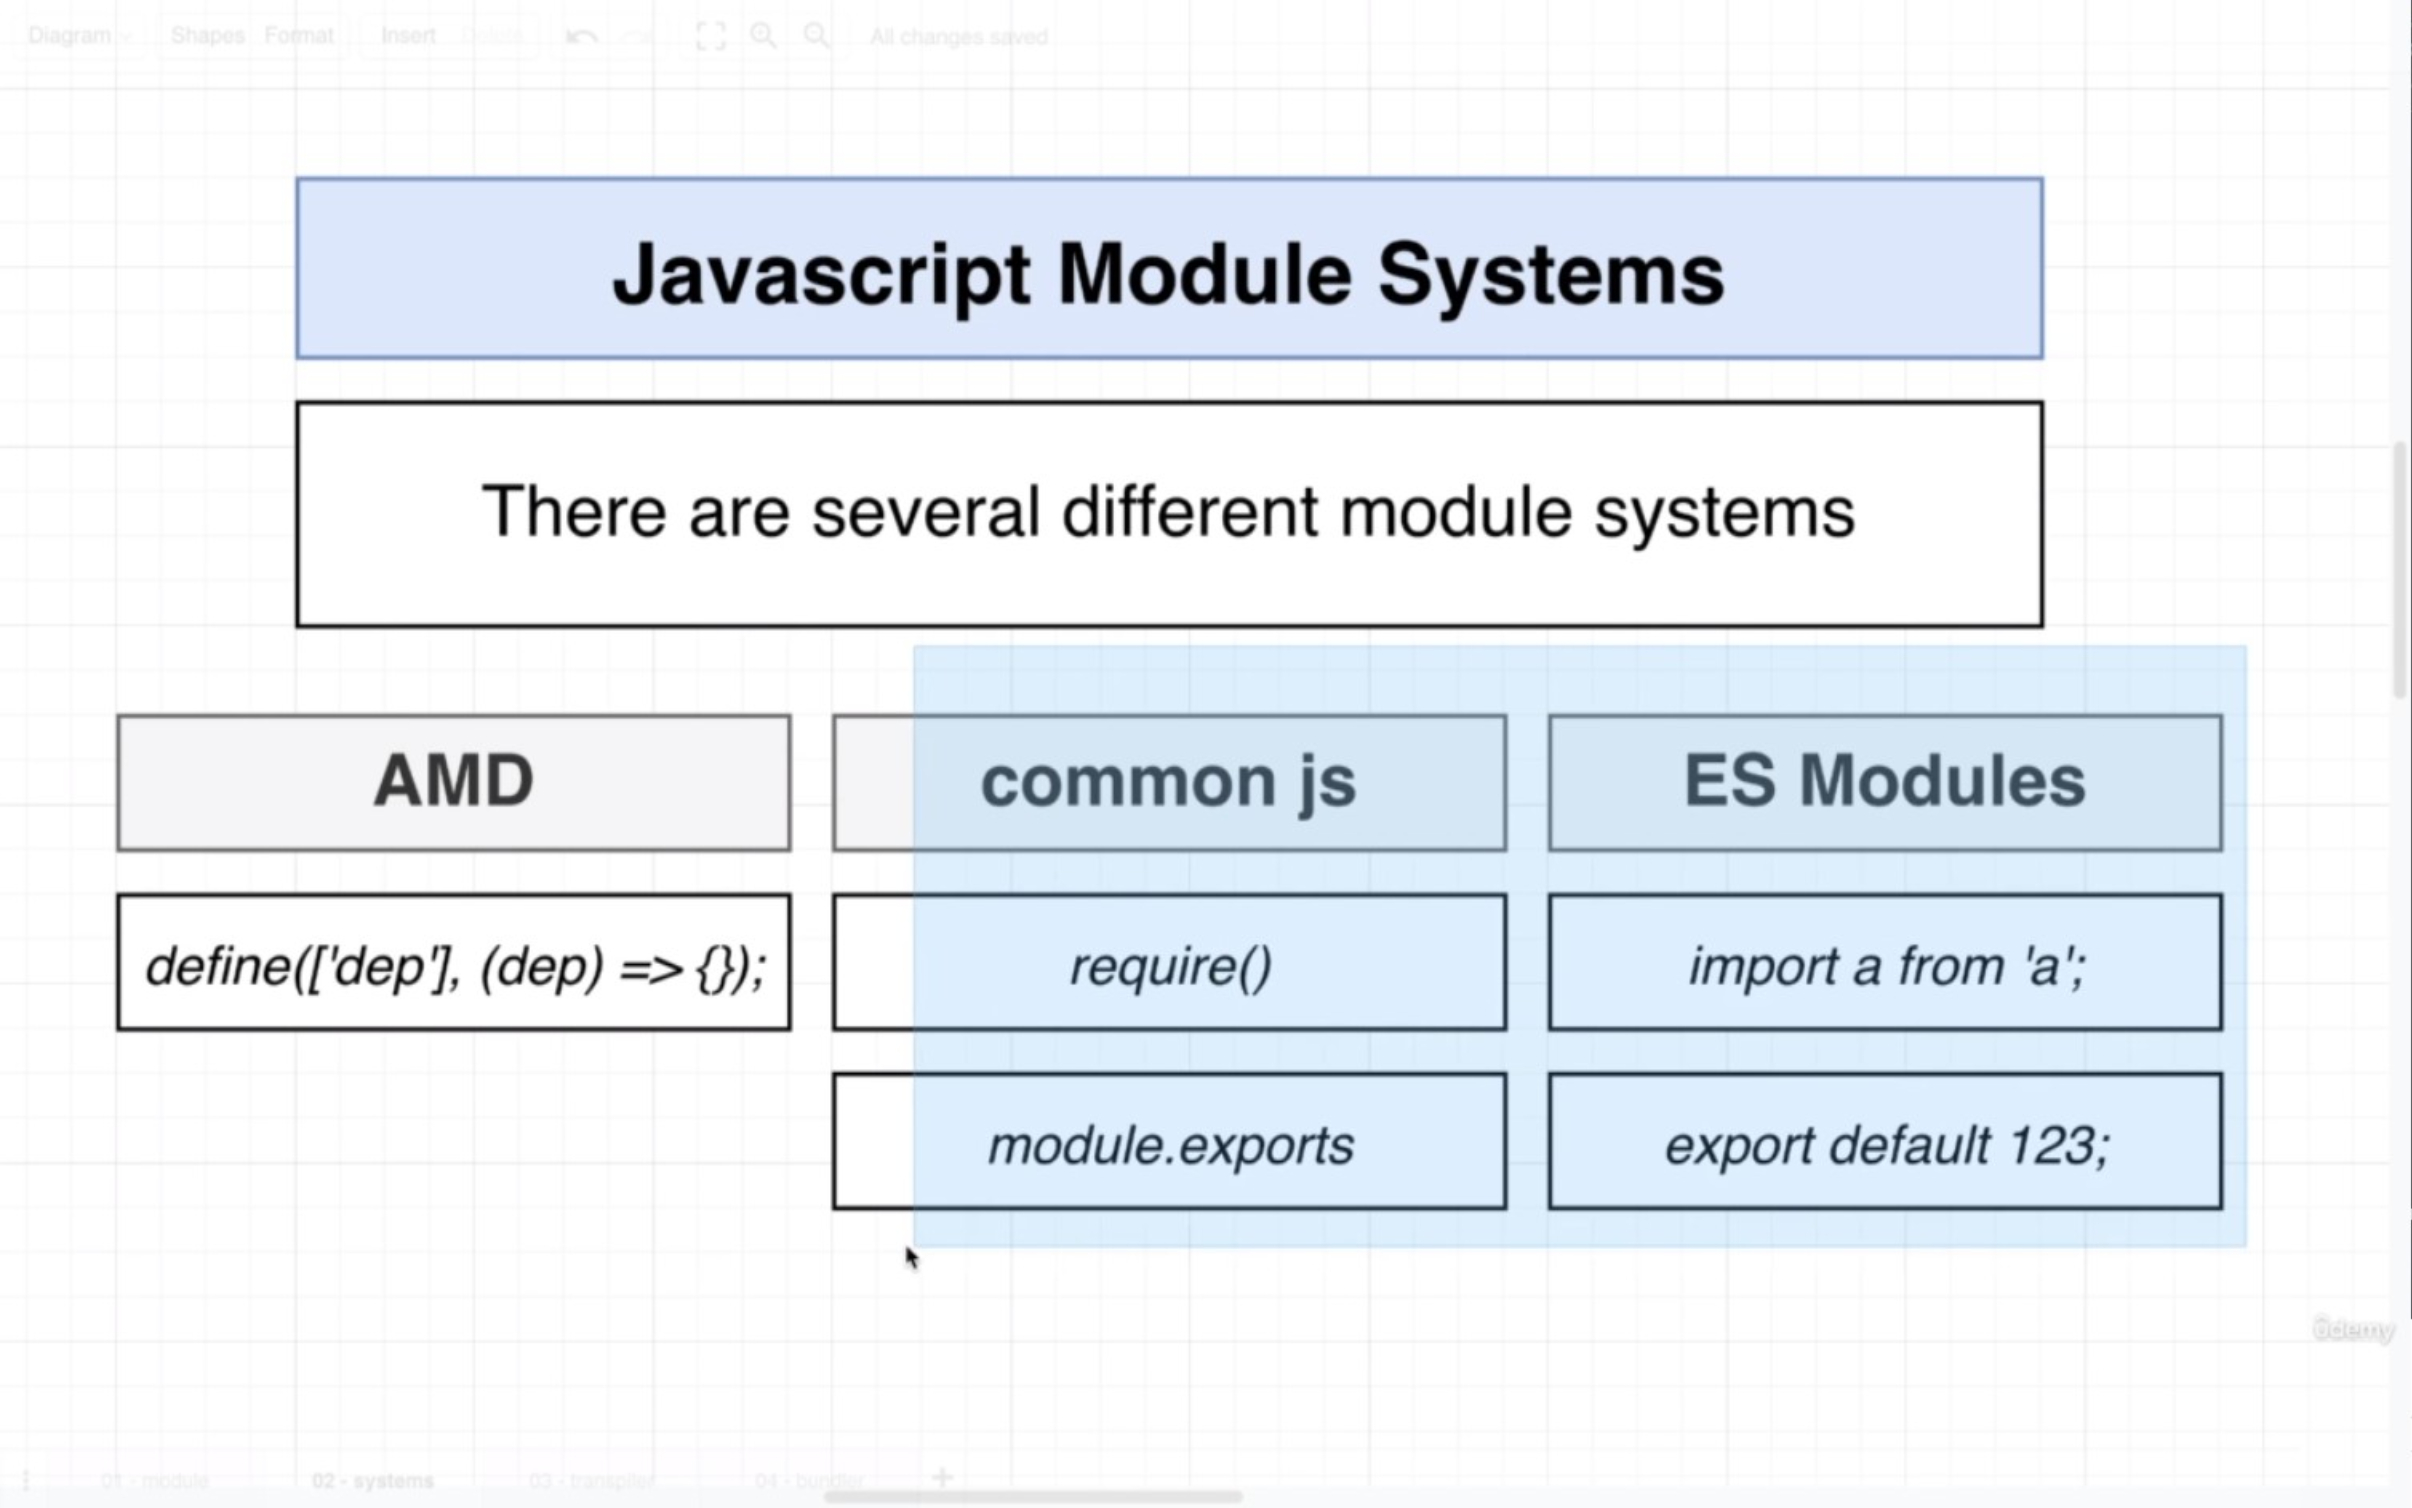 Diagram
Shapes Format Insert Delete All changes saved
Javascript Module Systems
There are several different module systems
AMD common js ES Modules
define(['dep'], (dep) => {}); require() import a from 'a';
module.exports export default 123;
ûdemy
01 - module 02 - systems 03 - transpiler 04 - bundler